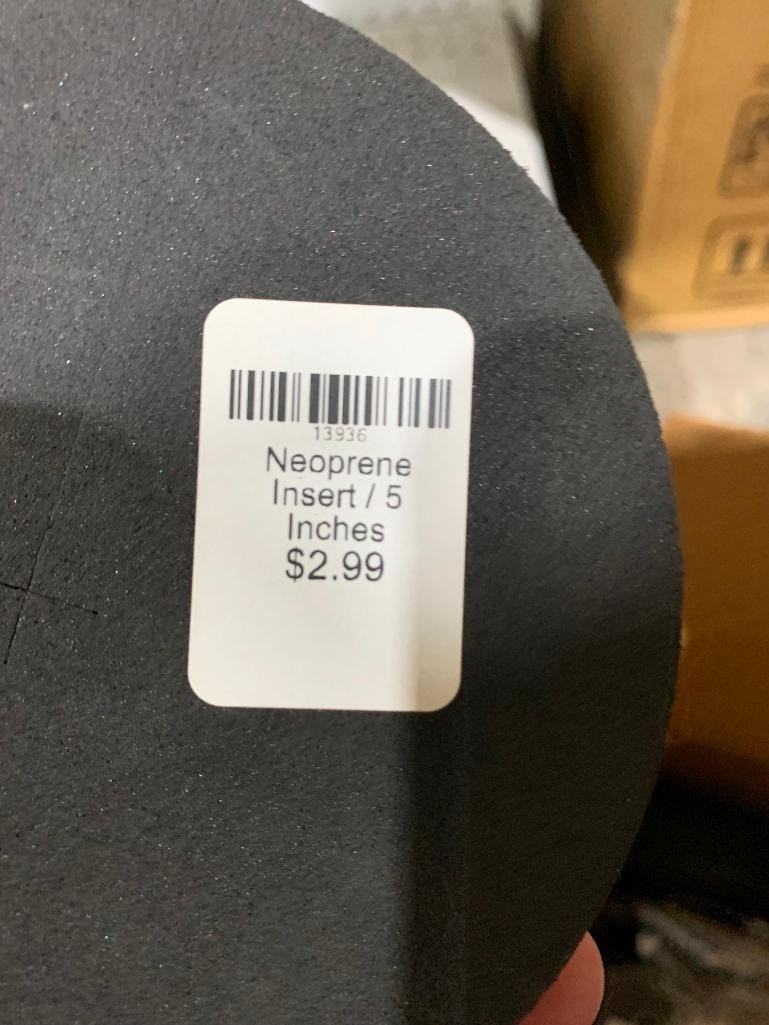 13936
Neoprene
Insert / 5
Inches
$2.99